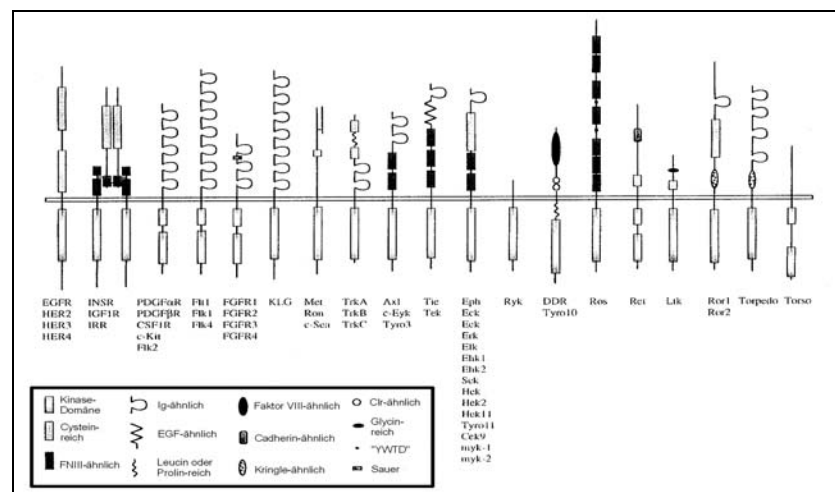 EGFR
HER2
HER3
HER4
INSR
IGF1R
IRR
PDGFαR
PDGFβR
CSF1R
c-Kit
Flk2
Flt1
Flk1
Flk4
FGFR1
FGFR2
FGFR3
FGFR4
KLG
Met
Ron
c-Sea
TrkA
TrkB
TrkC
Axl
c-Eyk
Tyro3
Tie
Tek
Eph
Eck
Eck
Erk
Elk
Ehk1
Ehk2
Sek
Hek
Hek2
Hek11
Tyro11
Cek9
myk-1
myk-2
Ryk
DDR
Tyro10
Ros
Ret
Ltk
Ror1
Ror2
Torpedo
Torso
Kinase-
Domäne
Cystein-
reich
FNIII-ähnlich
Ig-ähnlich
EGF-ähnlich
Leucin oder
Prolin-reich
Faktor VIII-ähnlich
Cadherin-ähnlich
Kringle-ähnlich
Clr-ähnlich
Glycin-
reich
"YWTD"
Sauer